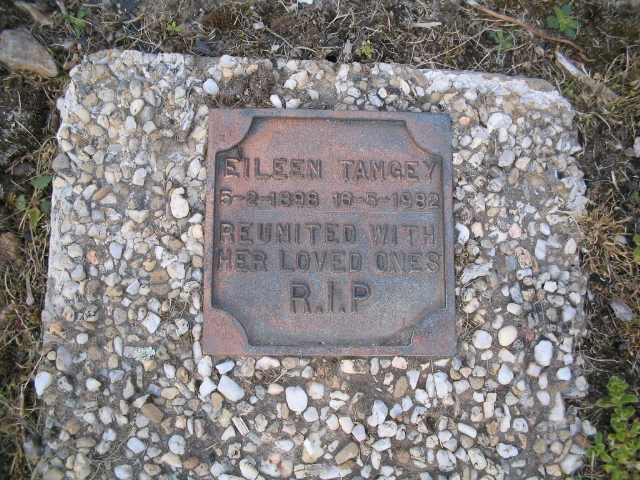 EILEEN TANGEY
5-2-1898 16-5-1982
REUNITED WITH
HER LOVED ONES
R.I.P